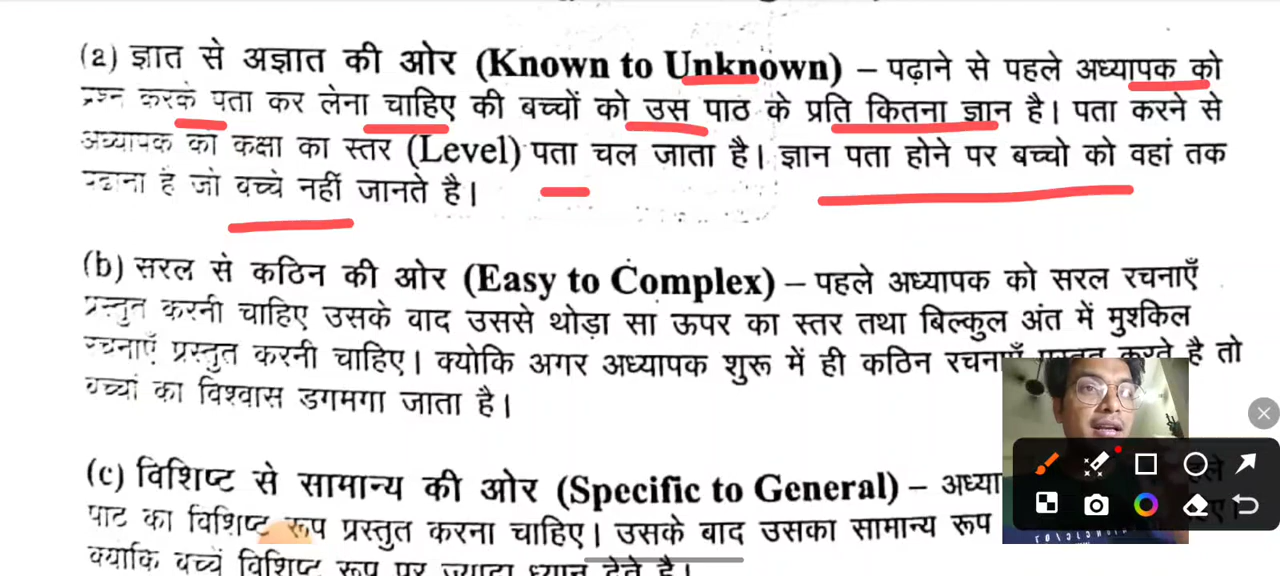 (a) ज्ञात से अज्ञात की ओर (Known to Unknown) – पढ़ाने से पहले अध्यापक को
प्रश्न करके पता कर लेना चाहिए की बच्चों को उस पाठ के प्रति कितना ज्ञान है। पता करने से
अध्यापक को कक्षा का स्तर (Level) पता चल जाता है। ज्ञान पता होने पर बच्चो को वहां तक
पढाना है जो बच्चे नहीं जानते है।
(b) सरल से कठिन की ओर (Easy to Complex) – पहले अध्यापक को सरल रचनाएँ
प्रस्तुत करनी चाहिए उसके वाद उससे थोड़ा सा ऊपर का स्तर तथा बिल्कुल अंत में मुश्किल
रचनाएँ प्रस्तुत करनी चाहिए। क्योकि अगर अध्यापक शुरू में ही कठिन रचनाएँ प्रस्तुत करते है तो
बच्चों का विश्वास डगमगा जाता है।
(c) विशिष्ट से सामान्य की ओर (Specific to General) – अध्या
पाट का विशिष्ट रूप प्रस्तुत करना चाहिए। उसके बाद उसका सामान्य रूप
क्योकि बच्चें विशिष्ट रूप पर ज्यादा ध्यान देते है।